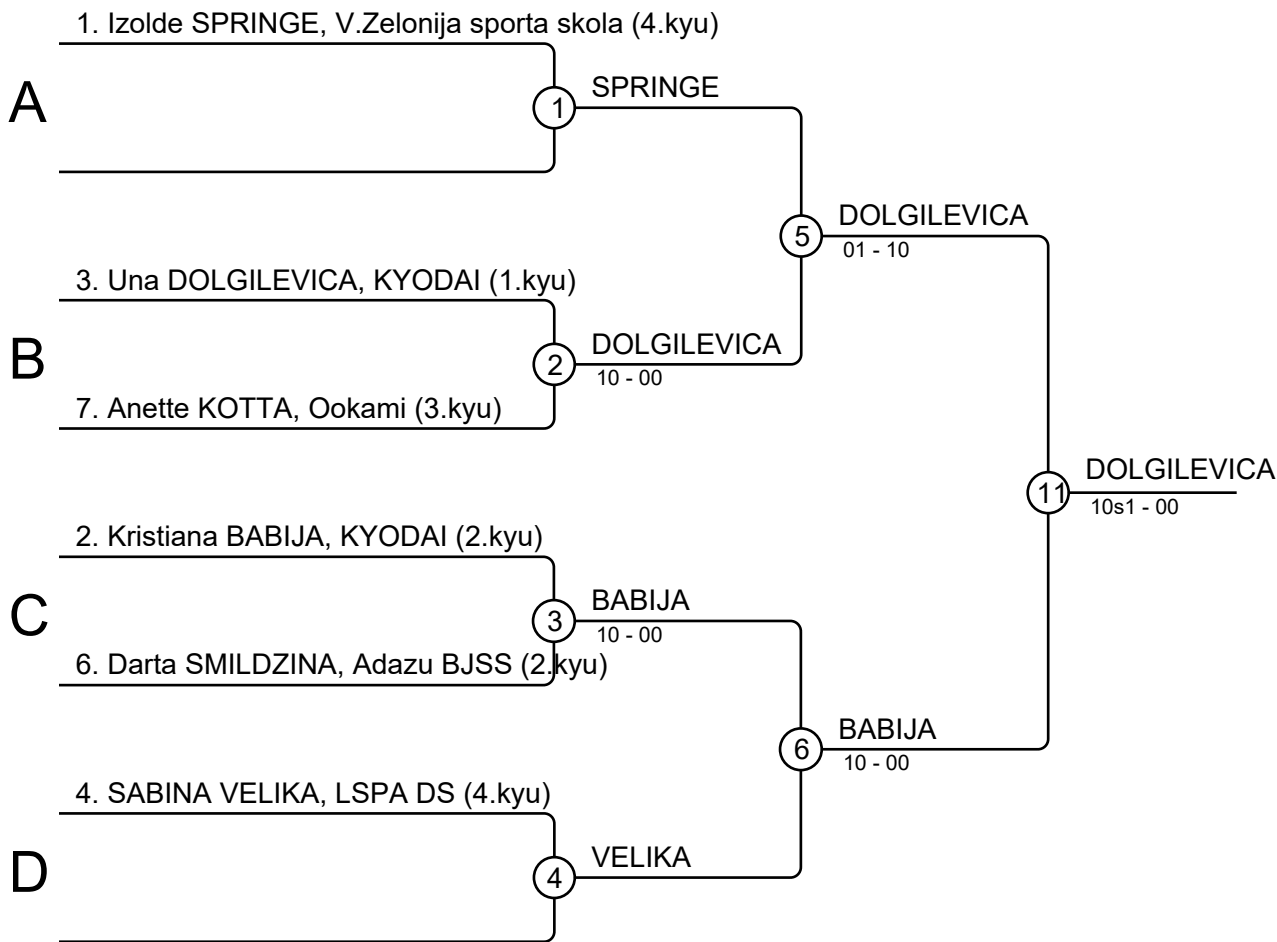 1. Izolde SPRINGE, V.Zelonija sporta skola (4.kyu)
A
1
SPRINGE
5
DOLGILEVICA
01 - 10
3. Una DOLGILEVICA, KYODAI (1.kyu)
B
2
DOLGILEVICA
10 - 00
7. Anette KOTTA, Ookami (3.kyu)
11
DOLGILEVICA
10s1 - 00
2. Kristiana BABIJA, KYODAI (2.kyu)
C
3
BABIJA
10 - 00
6. Darta SMILDZINA, Adazu BJSS (2.kyu)
6
BABIJA
10 - 00
4. SABINA VELIKA, LSPA DS (4.kyu)
D
4
VELIKA